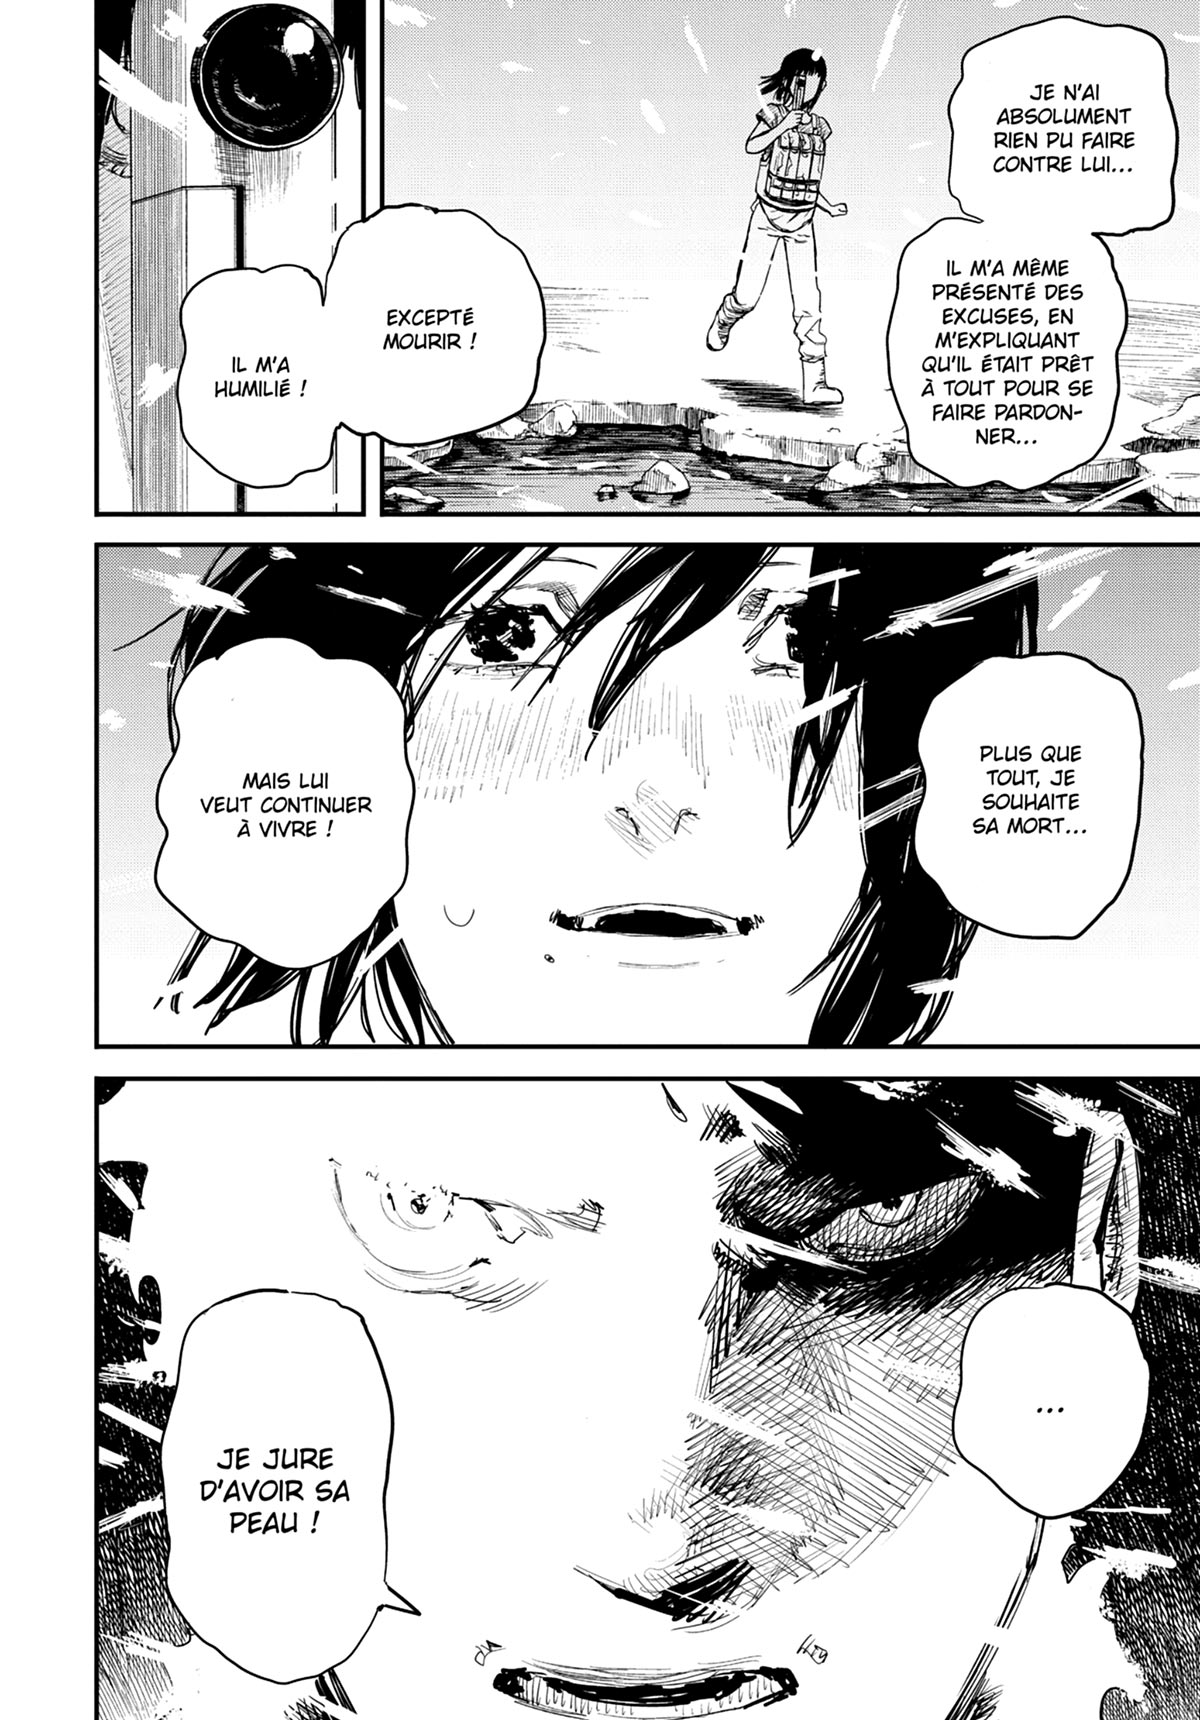 JE N'AI
ABSOLUMENT
RIEN PU FAIRE
CONTRE LUI...
IL M'A MÊME
PRÉSENTÉ DES
EXCUSES, EN
M'EXPLIQUANT
QU'IL ÉTAIT PRÊT
À TOUT POUR SE
FAIRE PARDON-
NER...
EXCEPTÉ
MOURIR !
IL M'A
HUMILIÉ !
PLUS QUE
TOUT, JE
SOUHAITE
SA MORT...
MAIS LUI
VEUT CONTINUER
À VIVRE !
...
JE JURE
D'AVOIR SA
PEAU !